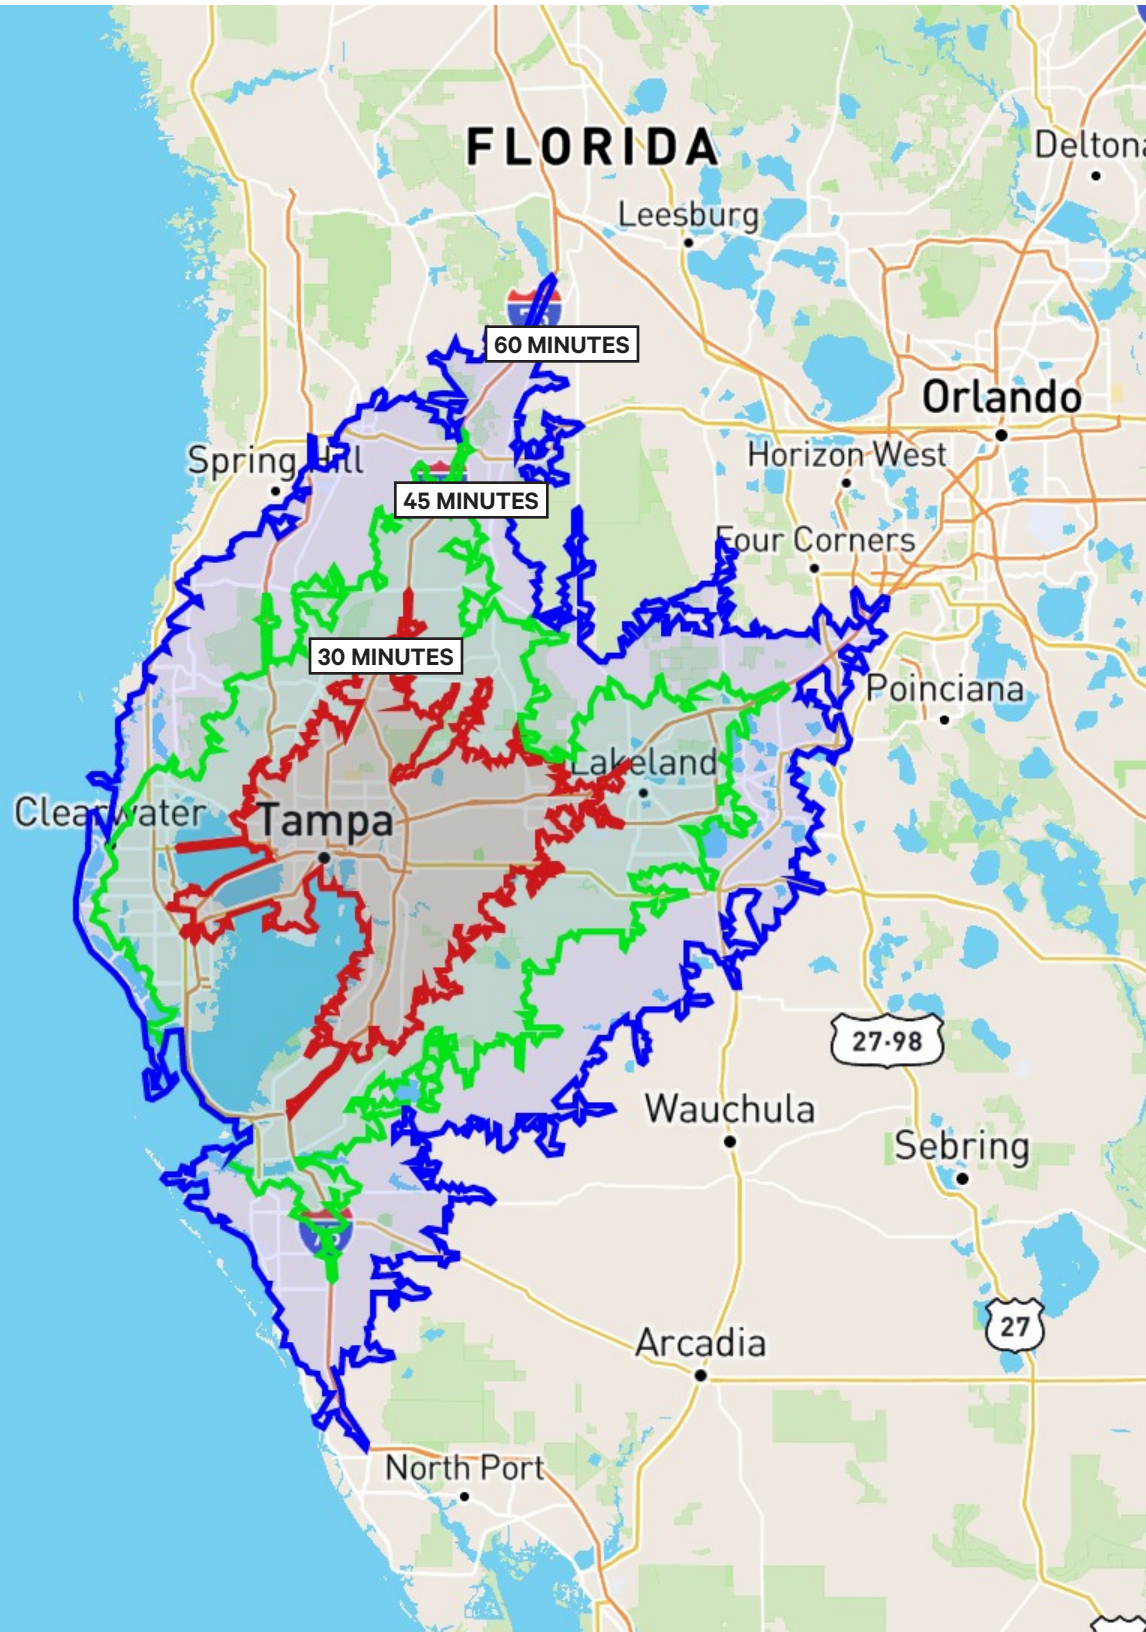 FLORIDA
Deltona
Leesburg
60 MINUTES
Orlando
Spring Hill
Horizon West
45 MINUTES
Four Corners
30 MINUTES
Poinciana
Lakeland
Clearwater
Tampa
27-98
Wauchula
Sebring
75
27
Arcadia
North Port